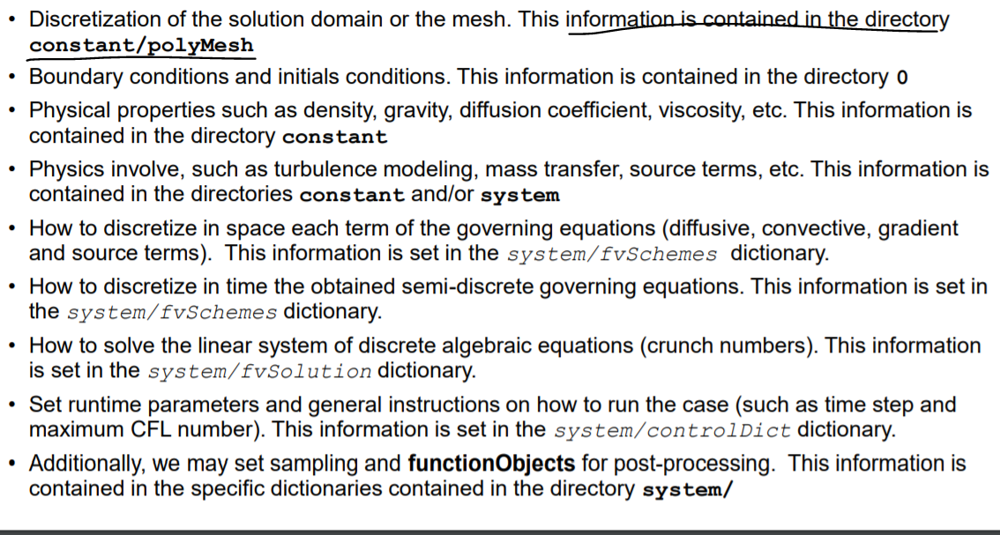 • Discretization of the solution domain or the mesh. This information is contained in the directory
constant/polyMesh
• Boundary conditions and initials conditions. This information is contained in the directory 0
• Physical properties such as density, gravity, diffusion coefficient, viscosity, etc. This information is
contained in the directory constant
• Physics involve, such as turbulence modeling, mass transfer, source terms, etc. This information is
contained in the directories constant and/or system
• How to discretize in space each term of the governing equations (diffusive, convective, gradient
and source terms).  This information is set in the system/fvSchemes dictionary.
• How to discretize in time the obtained semi-discrete governing equations. This information is set in
the system/fvSchemes dictionary.
• How to solve the linear system of discrete algebraic equations (crunch numbers). This information
is set in the system/fvSolution dictionary.
• Set runtime parameters and general instructions on how to run the case (such as time step and
maximum CFL number). This information is set in the system/controlDict dictionary.
• Additionally, we may set sampling and functionObjects for post-processing.  This information is
contained in the specific dictionaries contained in the directory system/